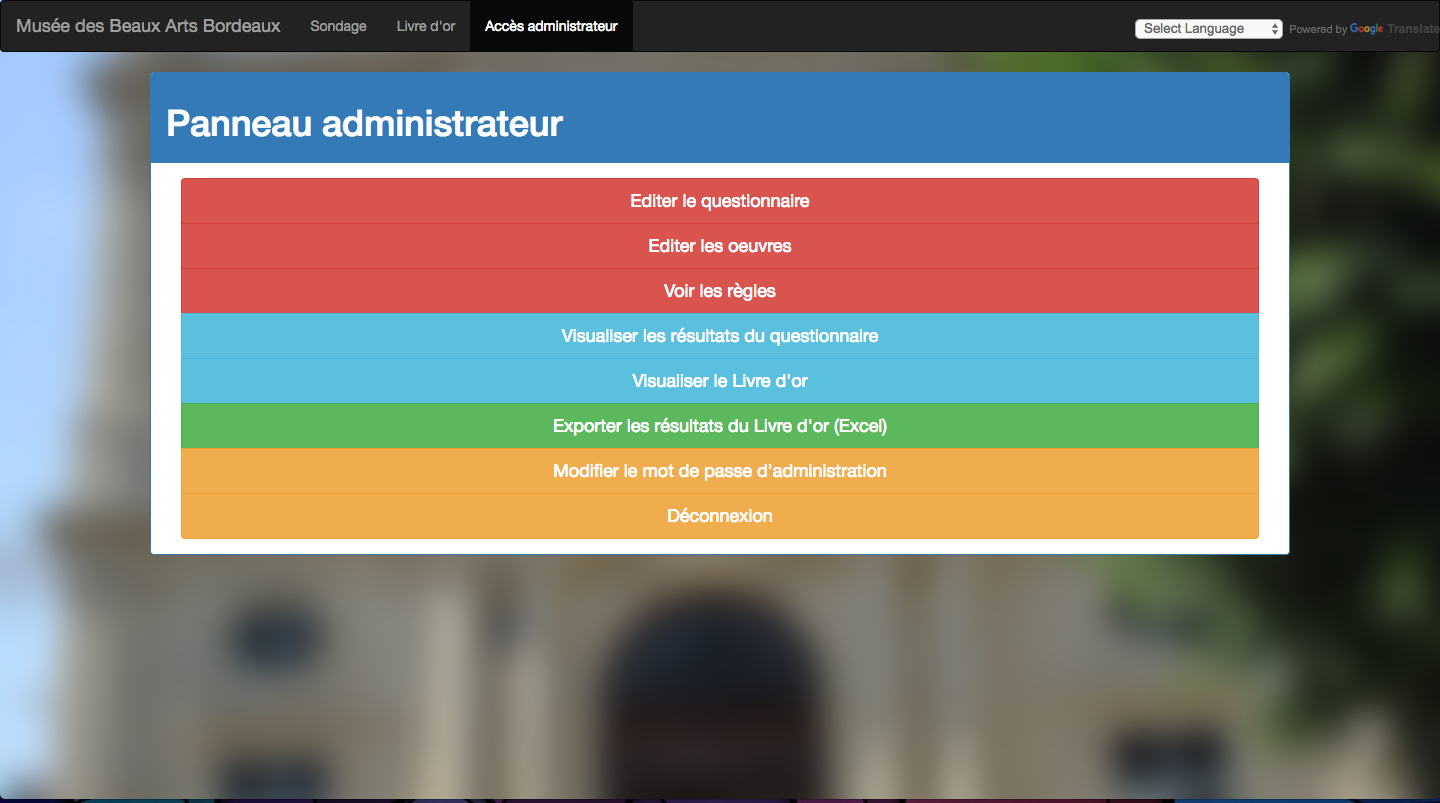 Musée des Beaux Arts Bordeaux Sondage Livre d'or Accès administrateur Select Language Powered by Google Translate
Panneau administrateur
Editer le questionnaire
Editer les oeuvres
Voir les règles
Visualiser les résultats du questionnaire
Visualiser le Livre d'or
Exporter les résultats du Livre d'or (Excel)
Modifier le mot de passe d'administration
Déconnexion